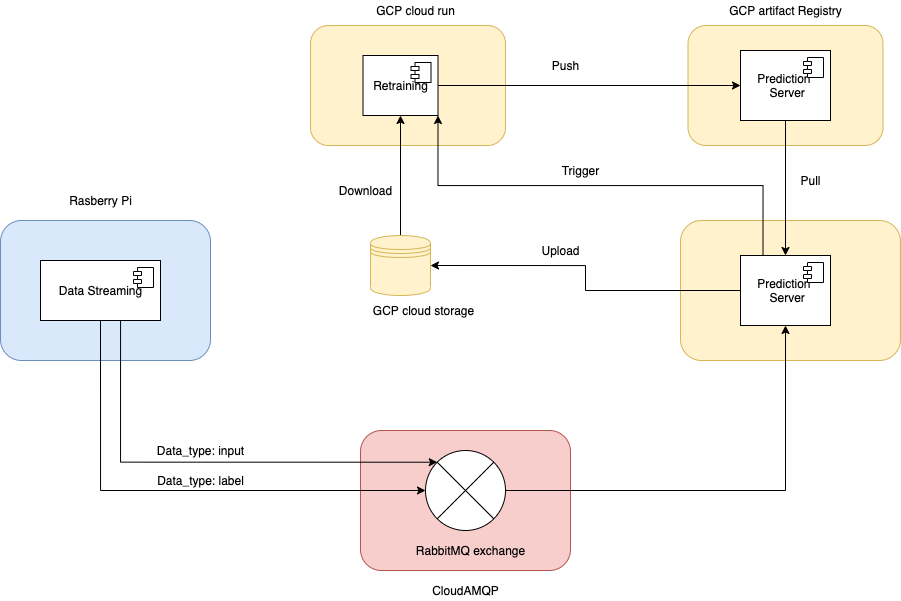 GCP cloud run
GCP artifact Registry
Retraining
Push
Prediction
Server
Download
Trigger
Pull
Rasberry Pi
Data Streaming
Upload
Prediction
Server
GCP cloud storage
Data_type: input
Data_type: label
RabbitMQ exchange
CloudAMQP